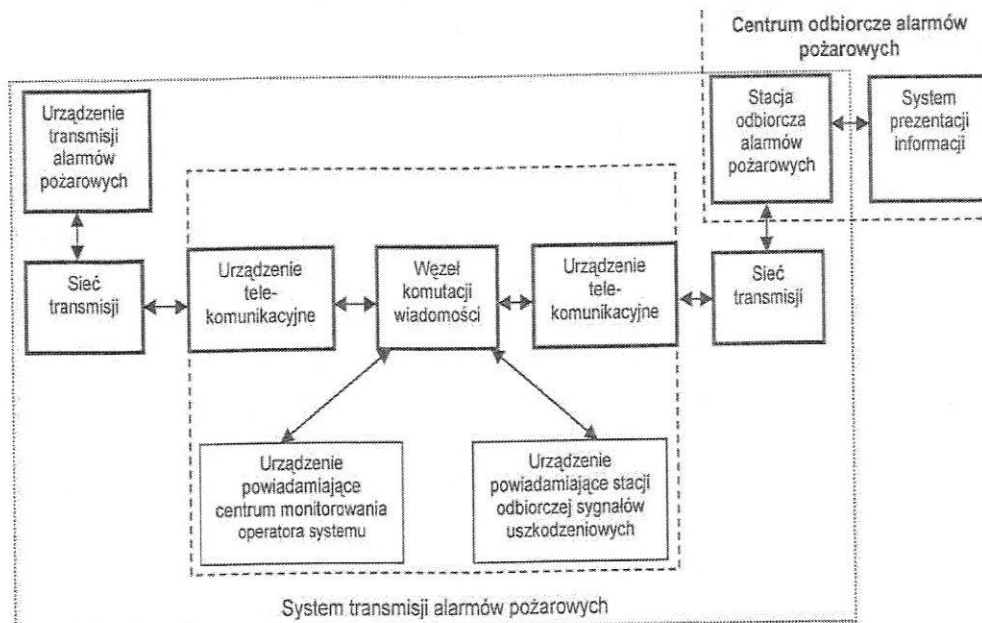 Centrum odbiorcze alarmów
pożarowych
Urządzenie
transmisji
alarmów
pożarowych
Stacja
odbiorcza
alarmów
pożarowych
System
prezentacji
informacji
Sieć
transmisji
Urządzenie
tele-
komunikacyjne
Węzeł
komutacji
wiadomości
Urządzenie
tele-
komunikacyjne
Sieć
transmisji
Urządzenie
powiadamiające
centrum monitorowania
operatora systemu
Urządzenie
powiadamiające stacji
odbiorczej sygnałów
uszkodzeniowych
System transmisji alarmów pożarowych